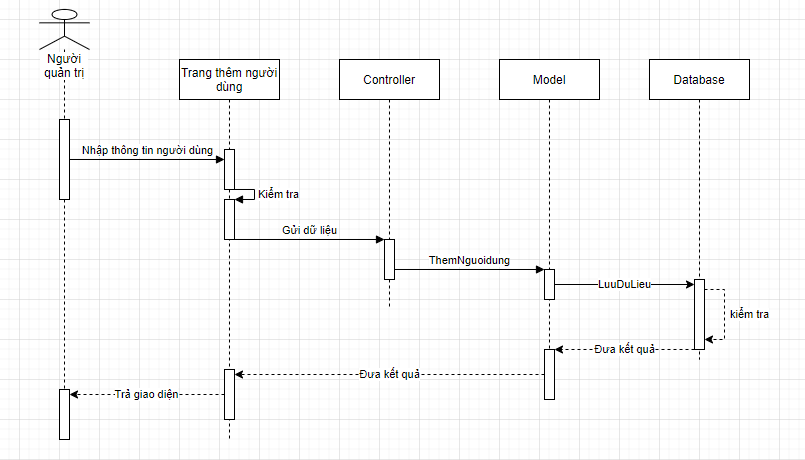 Người
quản trị
Trang thêm người
dùng
Controller
Model
Database
Nhập thông tin người dùng
Kiểm tra
Gửi dữ liệu
ThemNguoidung
LuuDuLieu
kiểm tra
Đưa kết quả
Đưa kết quả
Trả giao diện